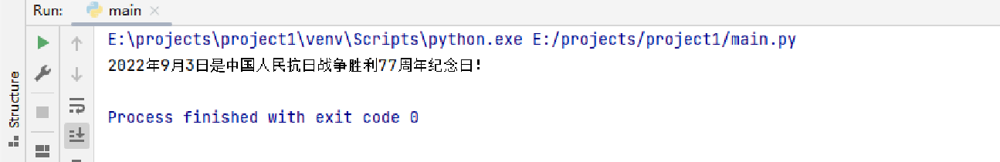 Run: main
E:\projects\project1\venv\Scripts\python.exe E:/projects/project1/main.py
2022年9月3日是中国人民抗日战争胜利77周年纪念日!
Process finished with exit code 0
Structure